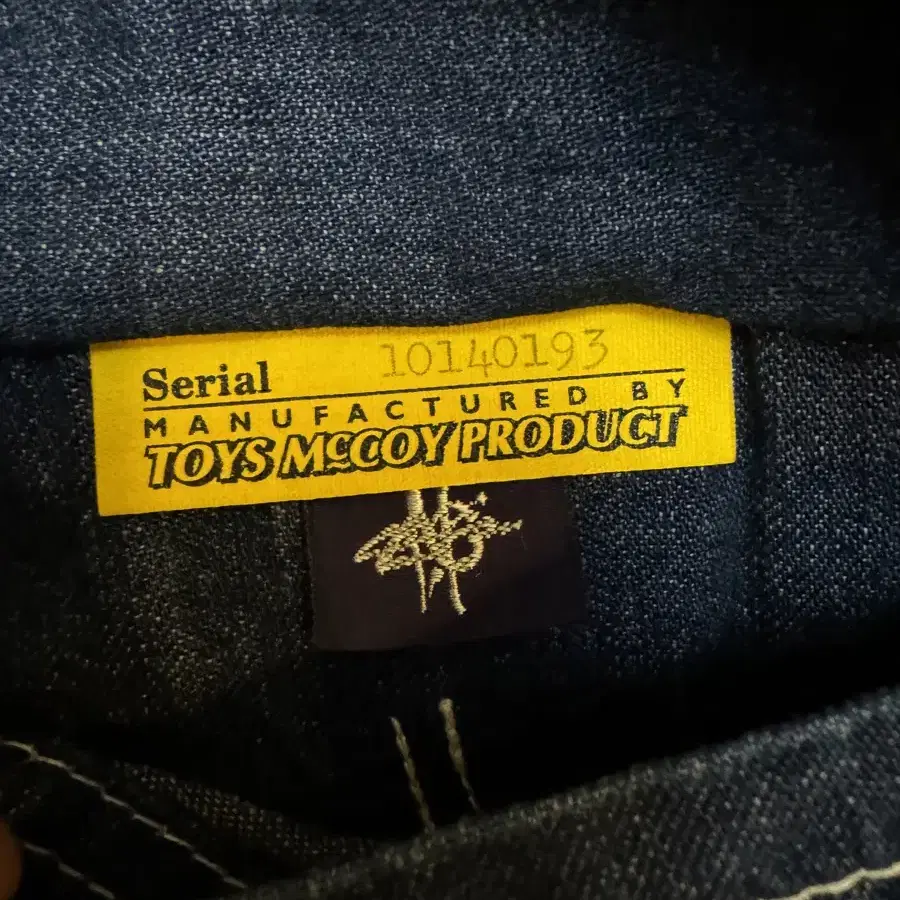 Serial 10140193
MANUFACTURED BY
TOYS McCOY PRODUCT